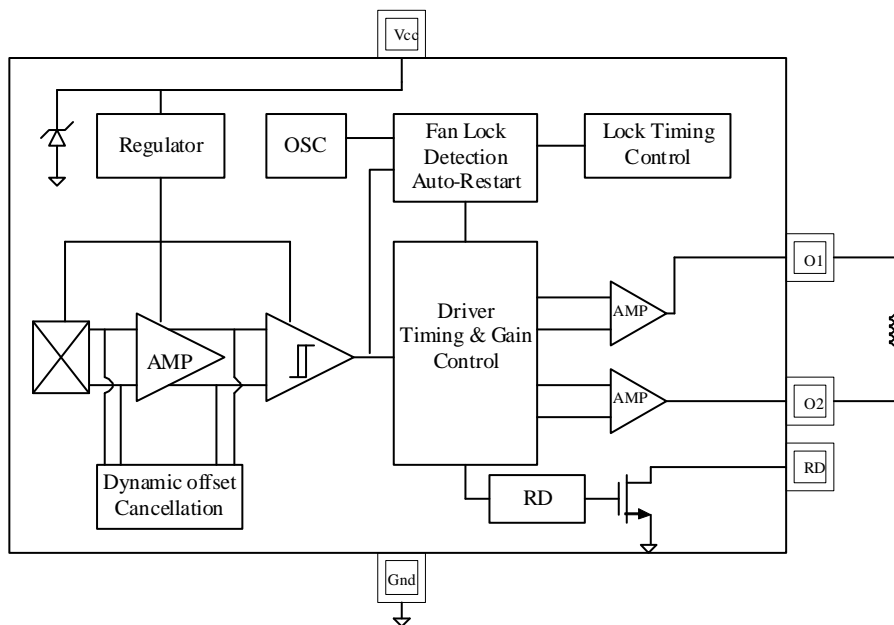 Vcc
Regulator
OSC
Fan Lock
Detection
Auto-Restart
Lock Timing
Control
O1
AMP
Driver
Timing & Gain
Control
AMP
AMP
O2
RD
Dynamic offset
Cancellation
RD
Gnd